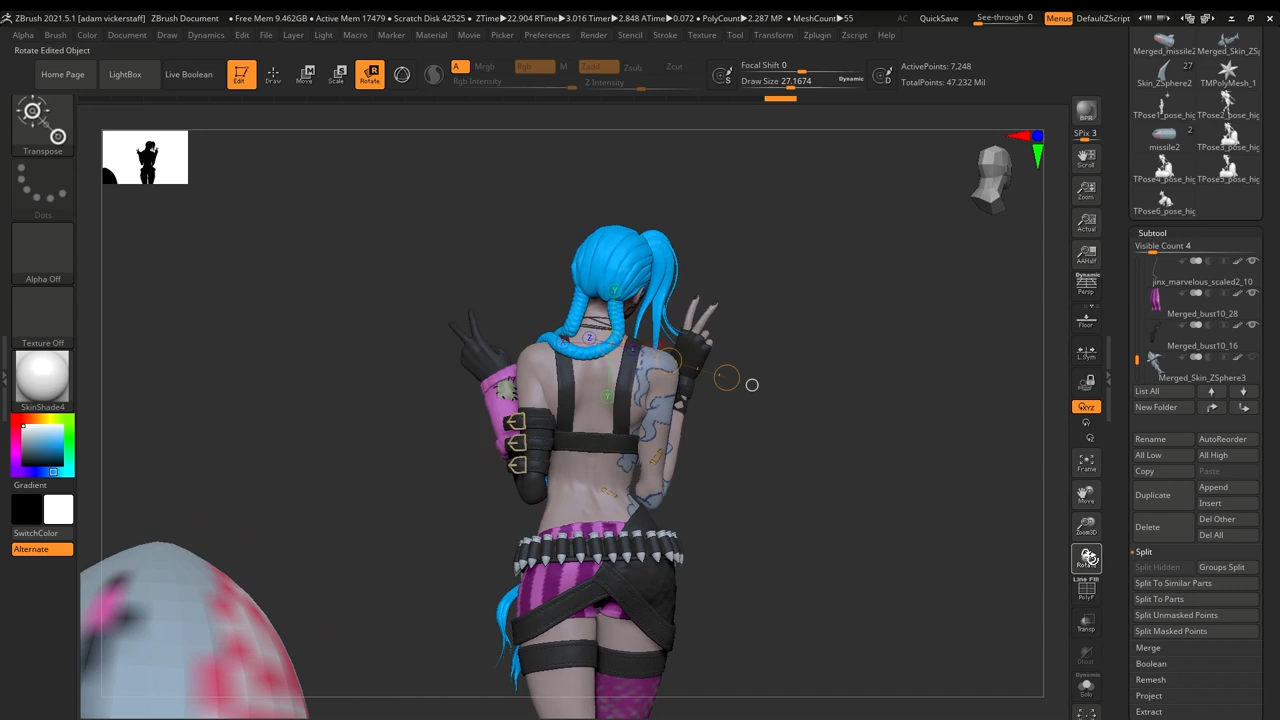 ZBrush 2021.5.1 [adam vickerstaff] ZBrush Document • Free Mem 9.462GB • Active Mem 17479 • Scratch Disk 42525 • ZTime▶22.904 RTime▶3.016 Timer▶2.848 ATime▶0.072 • PolyCount▶2.287 MP • MeshCount▶55
AC QuickSave See-through 0 Menus DefaultZScript
Alpha Brush Color Document Draw Dynamics Edit File Layer Light Macro Marker Material Movie Picker Preferences Render Stencil Stroke Texture Tool Transform Zplugin Zscript Help
Rotate Edited Object
Home Page LightBox Live Boolean Edit Draw Move Scale Rotate
A Mrgb Rgb M Zadd Zsub Zcut
Rgb Intensity Z Intensity
S Focal Shift 0
Draw Size 27.1674 Dynamic
D ActivePoints: 7,248
TotalPoints: 47.232 Mil
Transpose
Dots
Alpha Off
Texture Off
SkinShade4
Gradient
SwitchColor
Alternate
Z
Y
Y
BPR
SPix 3
Scroll
Zoom
Actual
AAHalf
Dynamic
Persp
Floor
L.Sym
XYZ
Frame
Move
Zoom3D
Rotate
Line Fill
PolyF
Transp
Ghost
Dynamic
Solo
Merged_missile2 Merged_Skin_ZSp
27
Skin_ZSphere2 TMPolyMesh_1
TPose1_pose_hig TPose2_pose_hig
2
missile2 TPose3_pose_hig
TPose4_pose_hig TPose5_pose_hig
TPose6_pose_hig
Subtool
Visible Count 4
jinx_marvelous_scaled2_10
Merged_bust10_28
Merged_bust10_16
Merged_Skin_ZSphere3
List All
New Folder
Rename AutoReorder
All Low All High
Copy Paste
Duplicate Append
Insert
Delete Del Other
Del All
Split
Split Hidden Groups Split
Split To Similar Parts
Split To Parts
Split Unmasked Points
Split Masked Points
Merge
Boolean
Remesh
Project
Extract